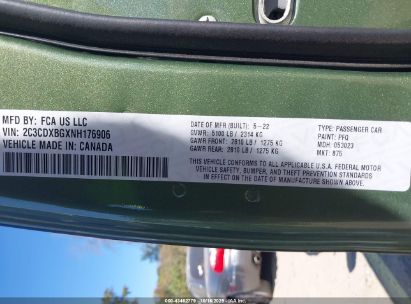 MFD BY: FCA US LLC
VIN: 2C3CDXBGXNH176906
VEHICLE MADE IN: CANADA
DATE OF MFR (BUILT): 5-22
GVWR: 5100 LB / 2314 KG
GAWR FRONT: 2810 LB / 1275 KG
GAWR REAR: 2810 LB / 1275 KG
TYPE: PASSENGER CAR
PAINT: PFQ
MDH: 053023
MKT: 875
THIS VEHICLE CONFORMS TO ALL APPLICABLE U.S.A. FEDERAL MOTOR
VEHICLE SAFETY, BUMPER, AND THEFT PREVENTION STANDARDS
IN EFFECT ON THE DATE OF MANUFACTURE SHOWN ABOVE.